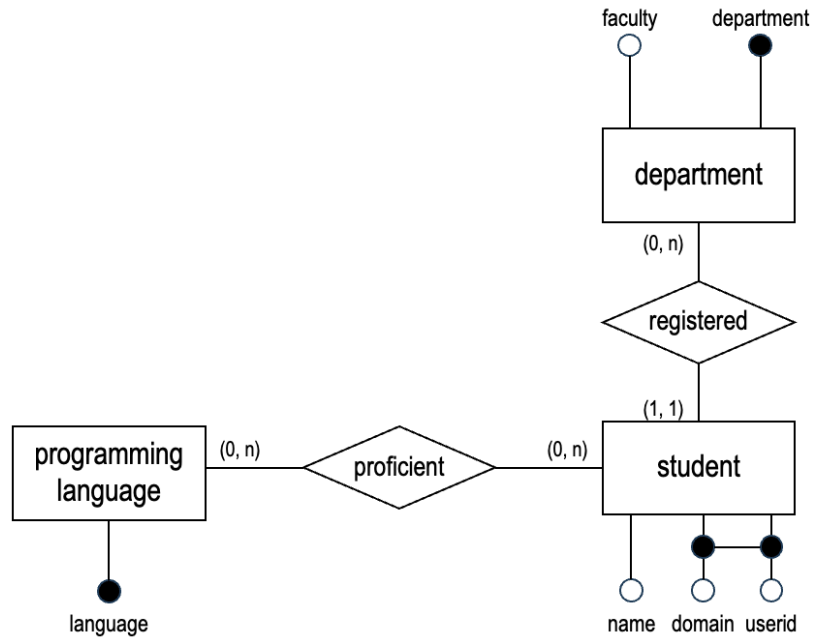 faculty
department
department
(0, n)
registered
(1, 1)
programming
language
(0, n)
proficient
(0, n)
student
language
name
domain
userid